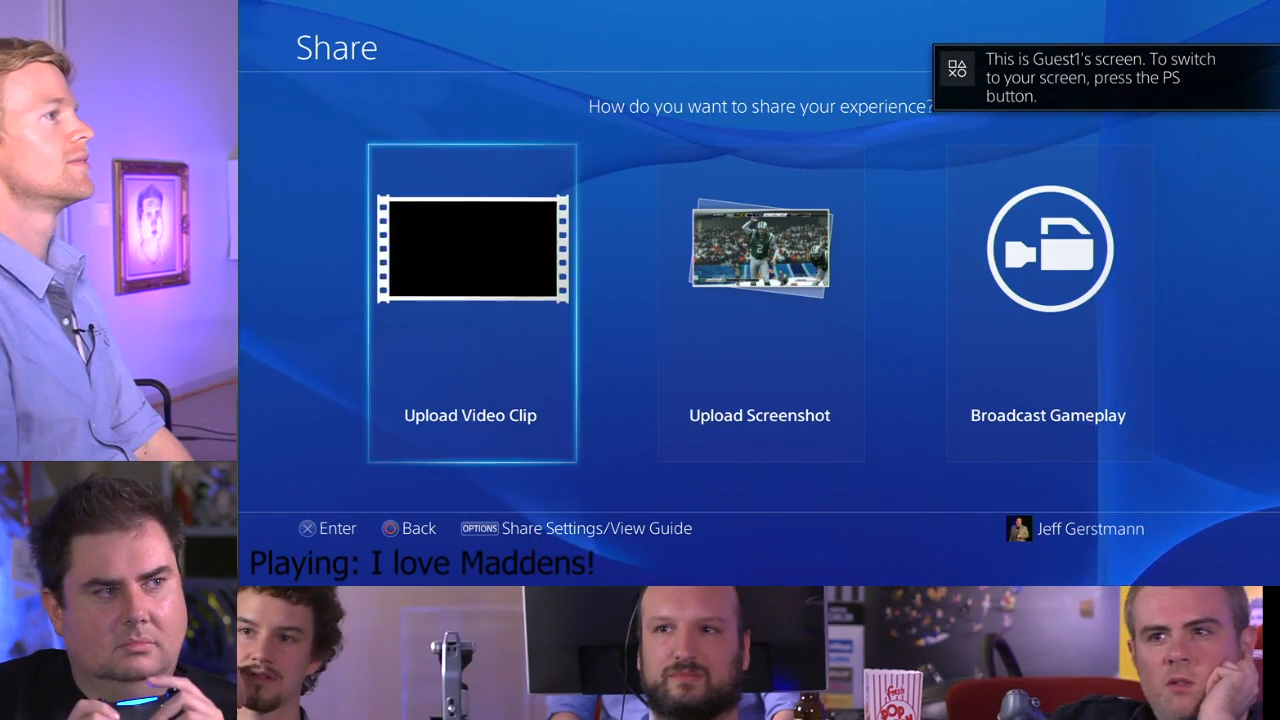 Share
This is Guest1's screen. To switch
to your screen, press the PS
button.
How do you want to share your experience?
Upload Video Clip
Upload Screenshot
Broadcast Gameplay
Enter
Back
OPTIONS Share Settings/View Guide
Jeff Gerstmann
Playing: I love Maddens!
fresh
POP